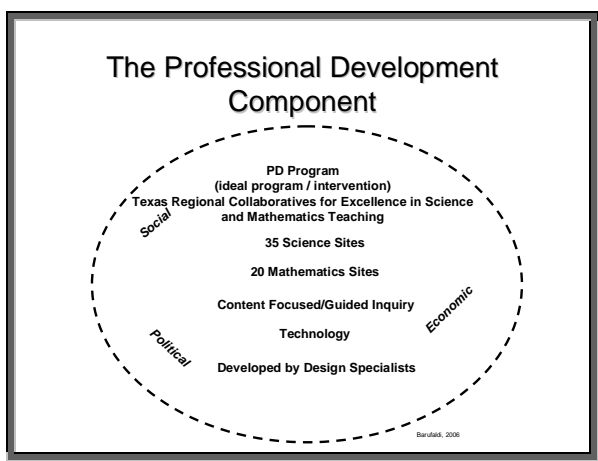 The Professional Development
Component
PD Program
(ideal program / intervention)
Texas Regional Collaboratives for Excellence in Science
and Mathematics Teaching
Social
35 Science Sites
20 Mathematics Sites
Content Focused/Guided Inquiry
Economic
Technology
Political
Developed by Design Specialists
Barufaldi, 2006